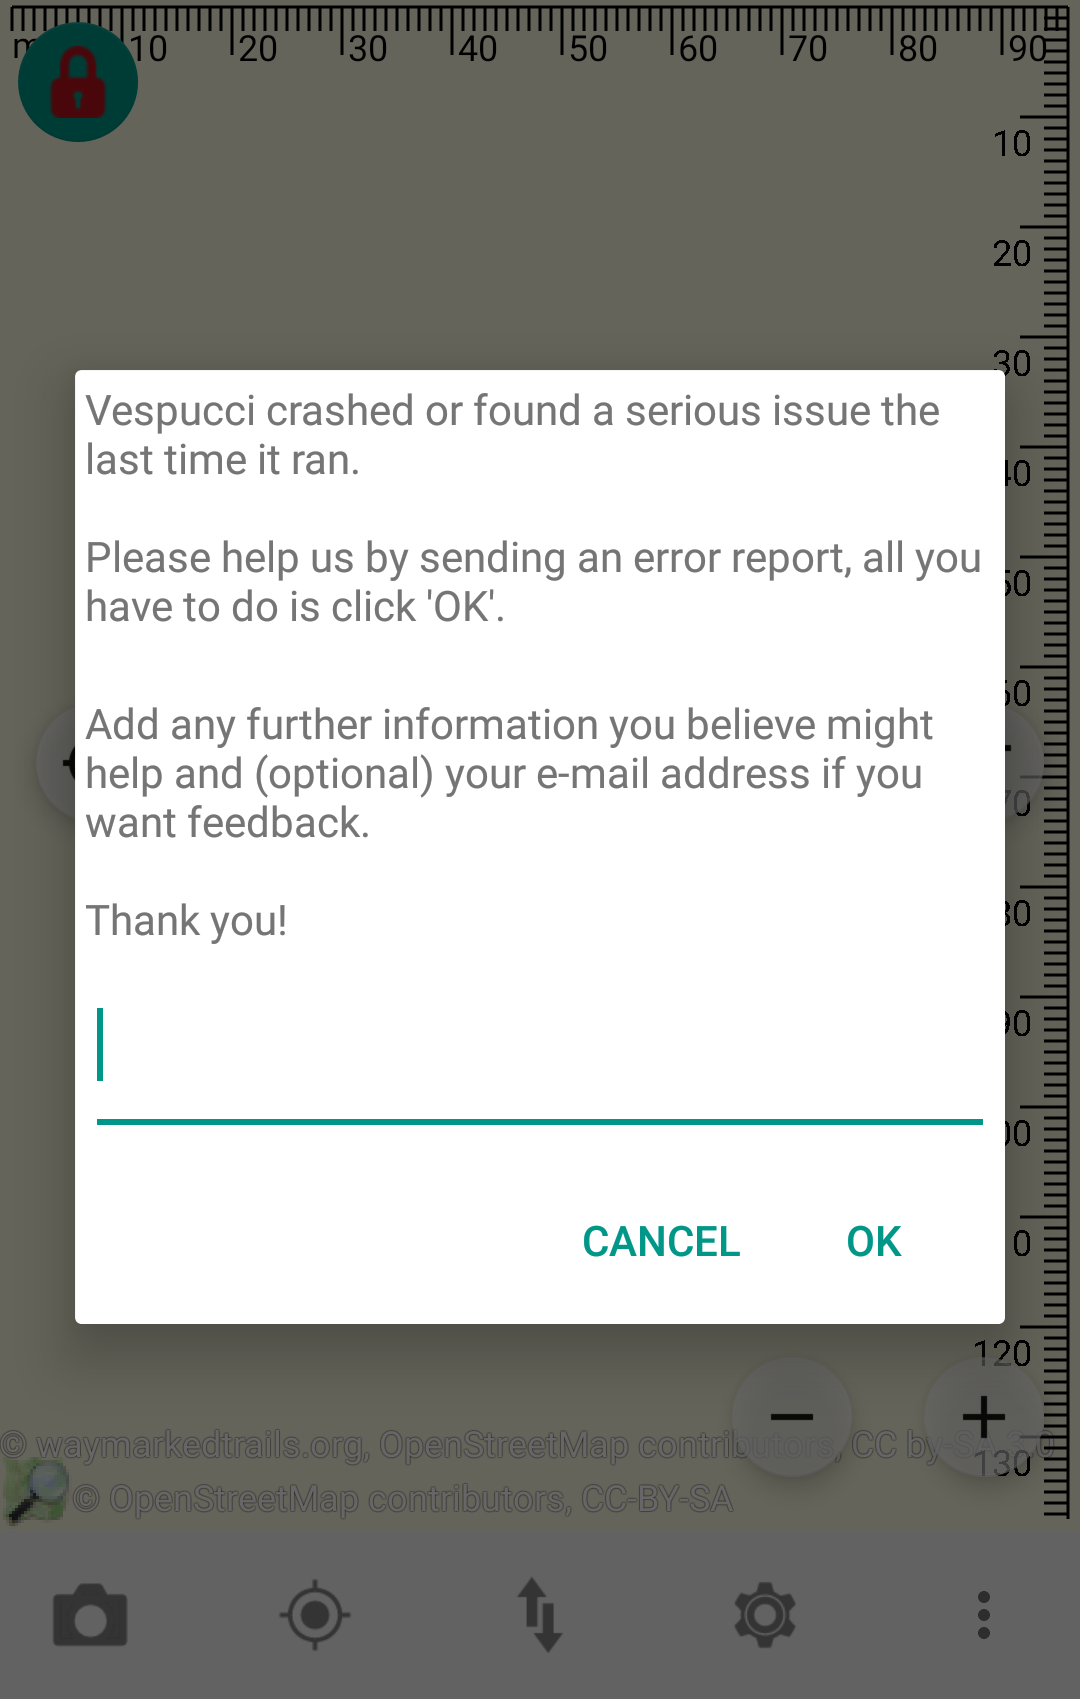 m 10 20 30 40 50 60 70 80 90
10
20
30
Vespucci crashed or found a serious issue the
last time it ran.
Please help us by sending an error report, all you
have to do is click 'OK'.
Add any further information you believe might
help and (optional) your e-mail address if you
want feedback.
Thank you!
CANCEL OK
0
120
© waymarkedtrails.org, OpenStreetMap contributors, CC by-SA 3.0
130
© OpenStreetMap contributors, CC-BY-SA